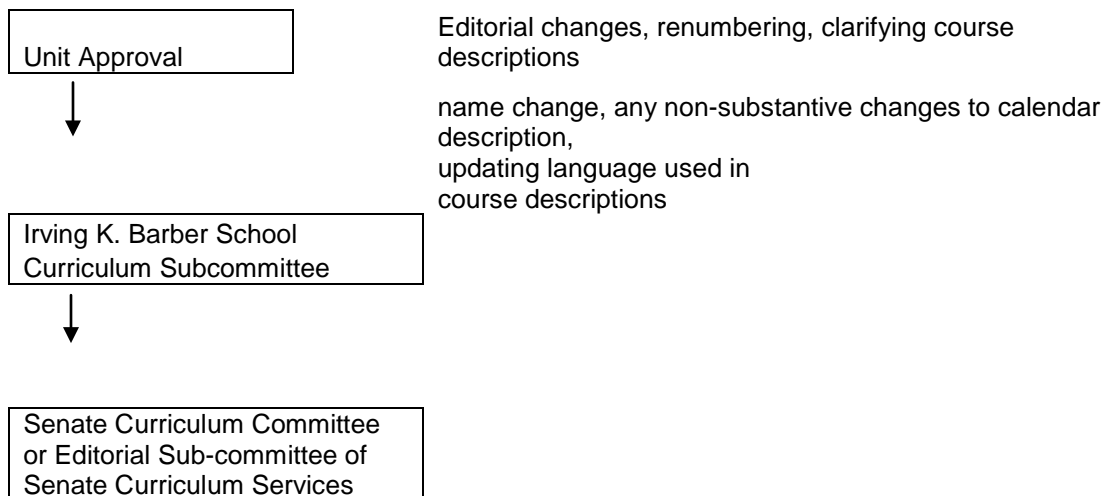 Unit Approval
Editorial changes, renumbering, clarifying course
descriptions
name change, any non-substantive changes to calendar
description,
updating language used in
course descriptions
Irving K. Barber School
Curriculum Subcommittee
Senate Curriculum Committee
or Editorial Sub-committee of
Senate Curriculum Services